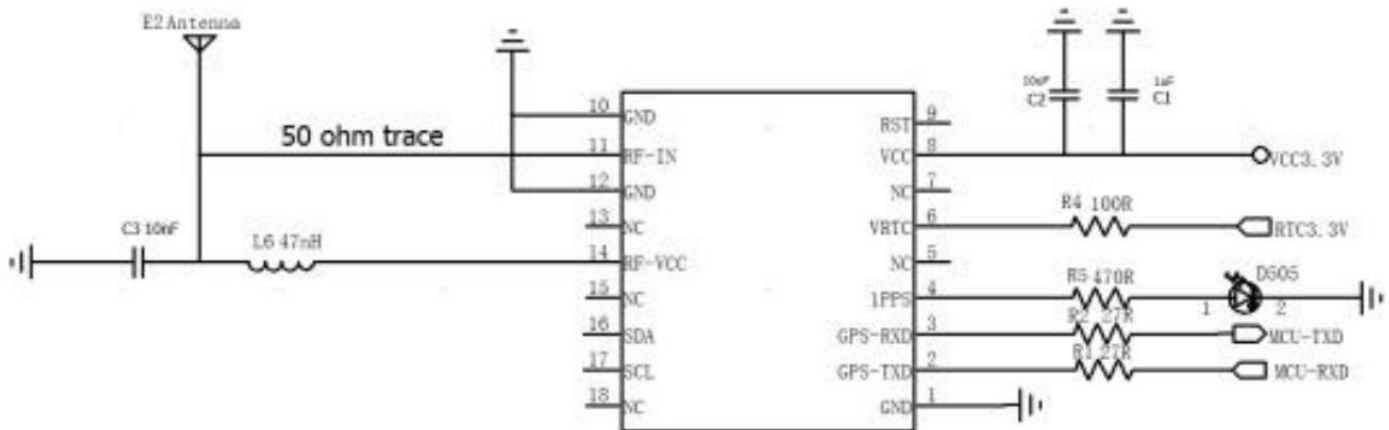 E2Antenna
50 ohm trace
C3 10nF
L6 47nH
10 GND
11 RF-IN
12 GND
13 NC
14 RF-VCC
15 NC
16 SDA
17 SCL
18 NC
RST 9
VCC 8
NC 7
VRTC 6
NC 5
1PPS 4
GPS-RXD 3
GPS-TXD 2
GND 1
C2
1uF
C1
VCC3.3V
R4 100R
RTC3.3V
R5 470R
D505
1 2
R2 27R
MCU-TXD
R1 27R
MCU-RXD